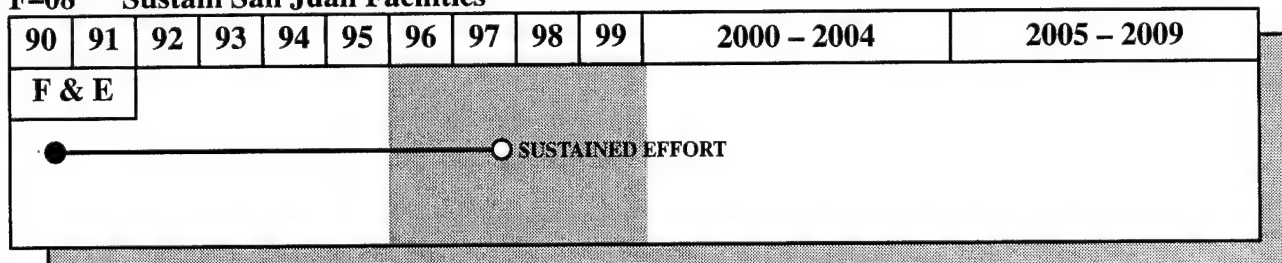 F–08 Sustain San Juan Facilities
90 91 92 93 94 95 96 97 98 99 2000 – 2004 2005 – 2009
F & E
SUSTAINED EFFORT